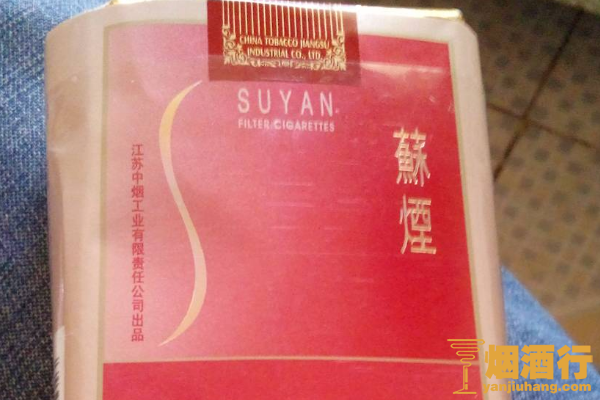 CHINA TOBACCO JIANGSU
INDUSTRIAL CO., LTD.
SUYAN
FILTER CIGARETTES
蘇煙
江苏中烟工业有限责任公司出品
烟酒行
yanjiuhang.com